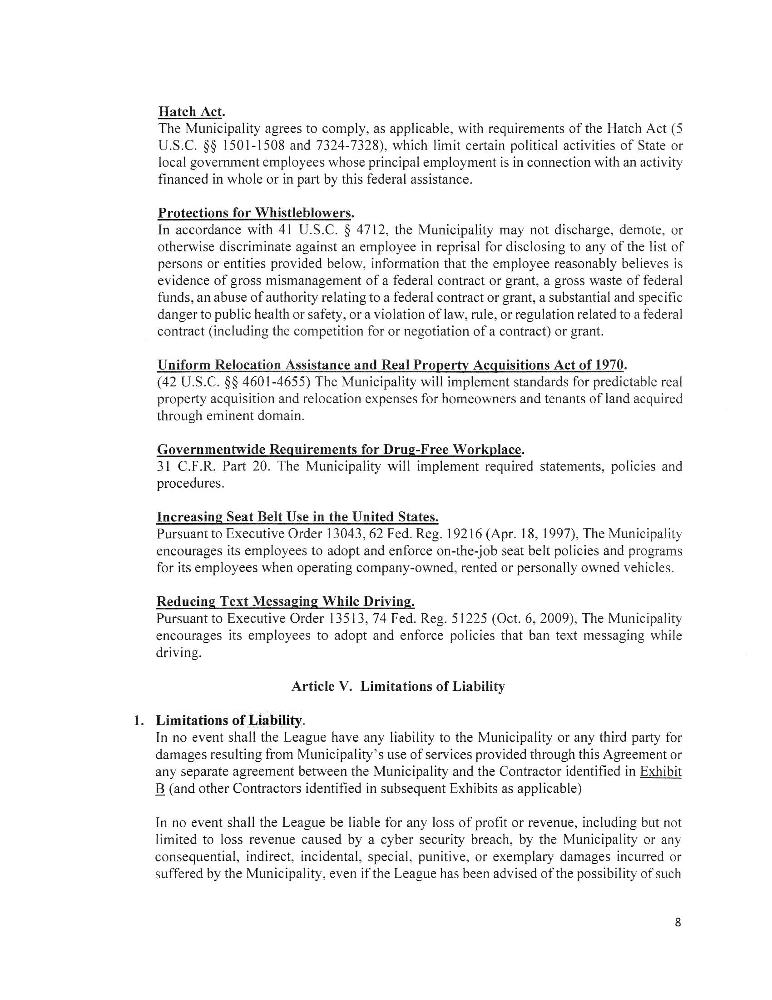 Hatch Act.
The Municipality agrees to comply, as applicable, with requirements of the Hatch Act (5
U.S.C. §§ 1501-1508 and 7324-7328), which limit certain political activities of State or
local government employees whose principal employment is in connection with an activity
financed in whole or in part by this federal assistance.
Protections for Whistleblowers.
In accordance with 41 U.S.C. § 4712, the Municipality may not discharge, demote, or
otherwise discriminate against an employee in reprisal for disclosing to any of the list of
persons or entities provided below, information that the employee reasonably believes is
evidence of gross mismanagement of a federal contract or grant, a gross waste of federal
funds, an abuse of authority relating to a federal contract or grant, a substantial and specific
danger to public health or safety, or a violation of law, rule, or regulation related to a federal
contract (including the competition for or negotiation of a contract) or grant.
Uniform Relocation Assistance and Real Property Acquisitions Act of 1970.
(42 U.S.C. §§ 4601-4655) The Municipality will implement standards for predictable real
property acquisition and relocation expenses for homeowners and tenants of land acquired
through eminent domain.
Governmentwide Requirements for Drug-Free Workplace.
31 C.F.R. Part 20. The Municipality will implement required statements, policies and
procedures.
Increasing Seat Belt Use in the United States.
Pursuant to Executive Order 13043, 62 Fed. Reg. 19216 (Apr. 18, 1997), The Municipality
encourages its employees to adopt and enforce on-the-job seat belt policies and programs
for its employees when operating company-owned, rented or personally owned vehicles.
Reducing Text Messaging While Driving.
Pursuant to Executive Order 13513, 74 Fed. Reg. 51225 (Oct. 6, 2009), The Municipality
encourages its employees to adopt and enforce policies that ban text messaging while
driving.
Article V. Limitations of Liability
1. Limitations of Liability.
In no event shall the League have any liability to the Municipality or any third party for
damages resulting from Municipality’s use of services provided through this Agreement or
any separate agreement between the Municipality and the Contractor identified in Exhibit
B (and other Contractors identified in subsequent Exhibits as applicable)
In no event shall the League be liable for any loss of profit or revenue, including but not
limited to loss revenue caused by a cyber security breach, by the Municipality or any
consequential, indirect, incidental, special, punitive, or exemplary damages incurred or
suffered by the Municipality, even if the League has been advised of the possibility of such
8